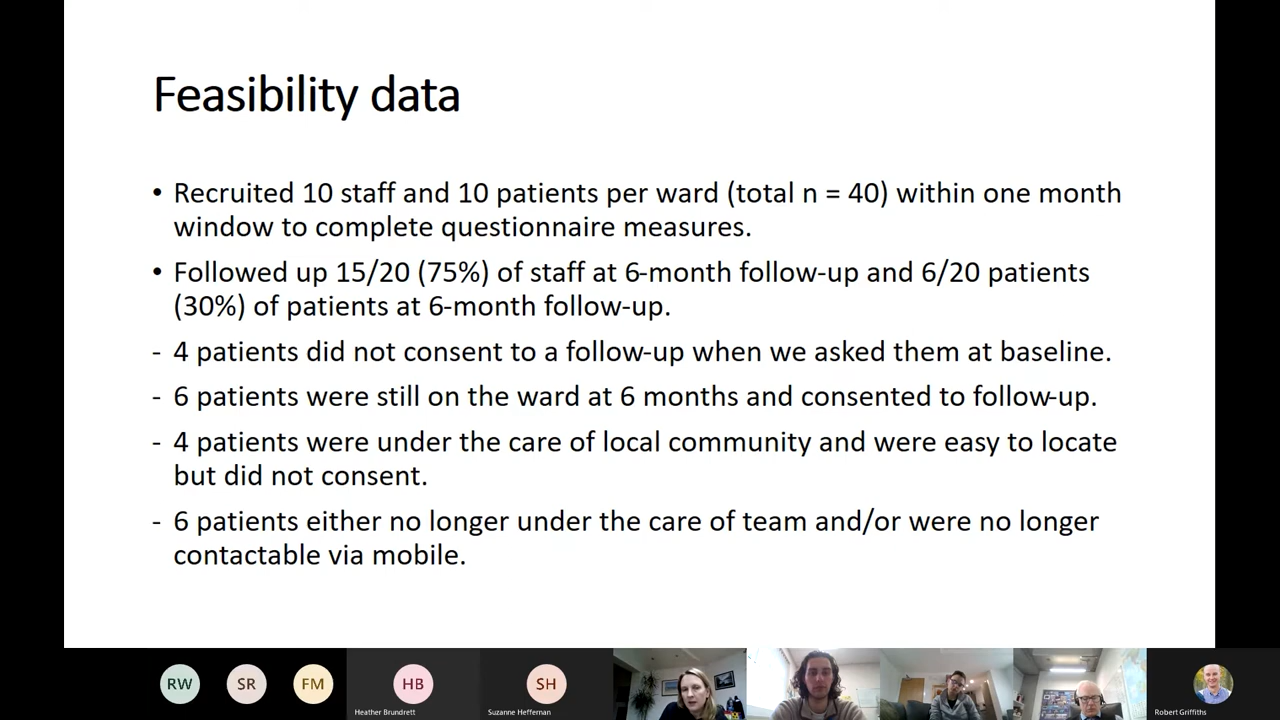 Feasibility data
• Recruited 10 staff and 10 patients per ward (total n = 40) within one month
window to complete questionnaire measures.
• Followed up 15/20 (75%) of staff at 6-month follow-up and 6/20 patients
(30%) of patients at 6-month follow-up.
- 4 patients did not consent to a follow-up when we asked them at baseline.
- 6 patients were still on the ward at 6 months and consented to follow-up.
- 4 patients were under the care of local community and were easy to locate
but did not consent.
- 6 patients either no longer under the care of team and/or were no longer
contactable via mobile.
RW SR FM HB SH
Heather Brundrett Suzanne Heffernan Robert Griffiths